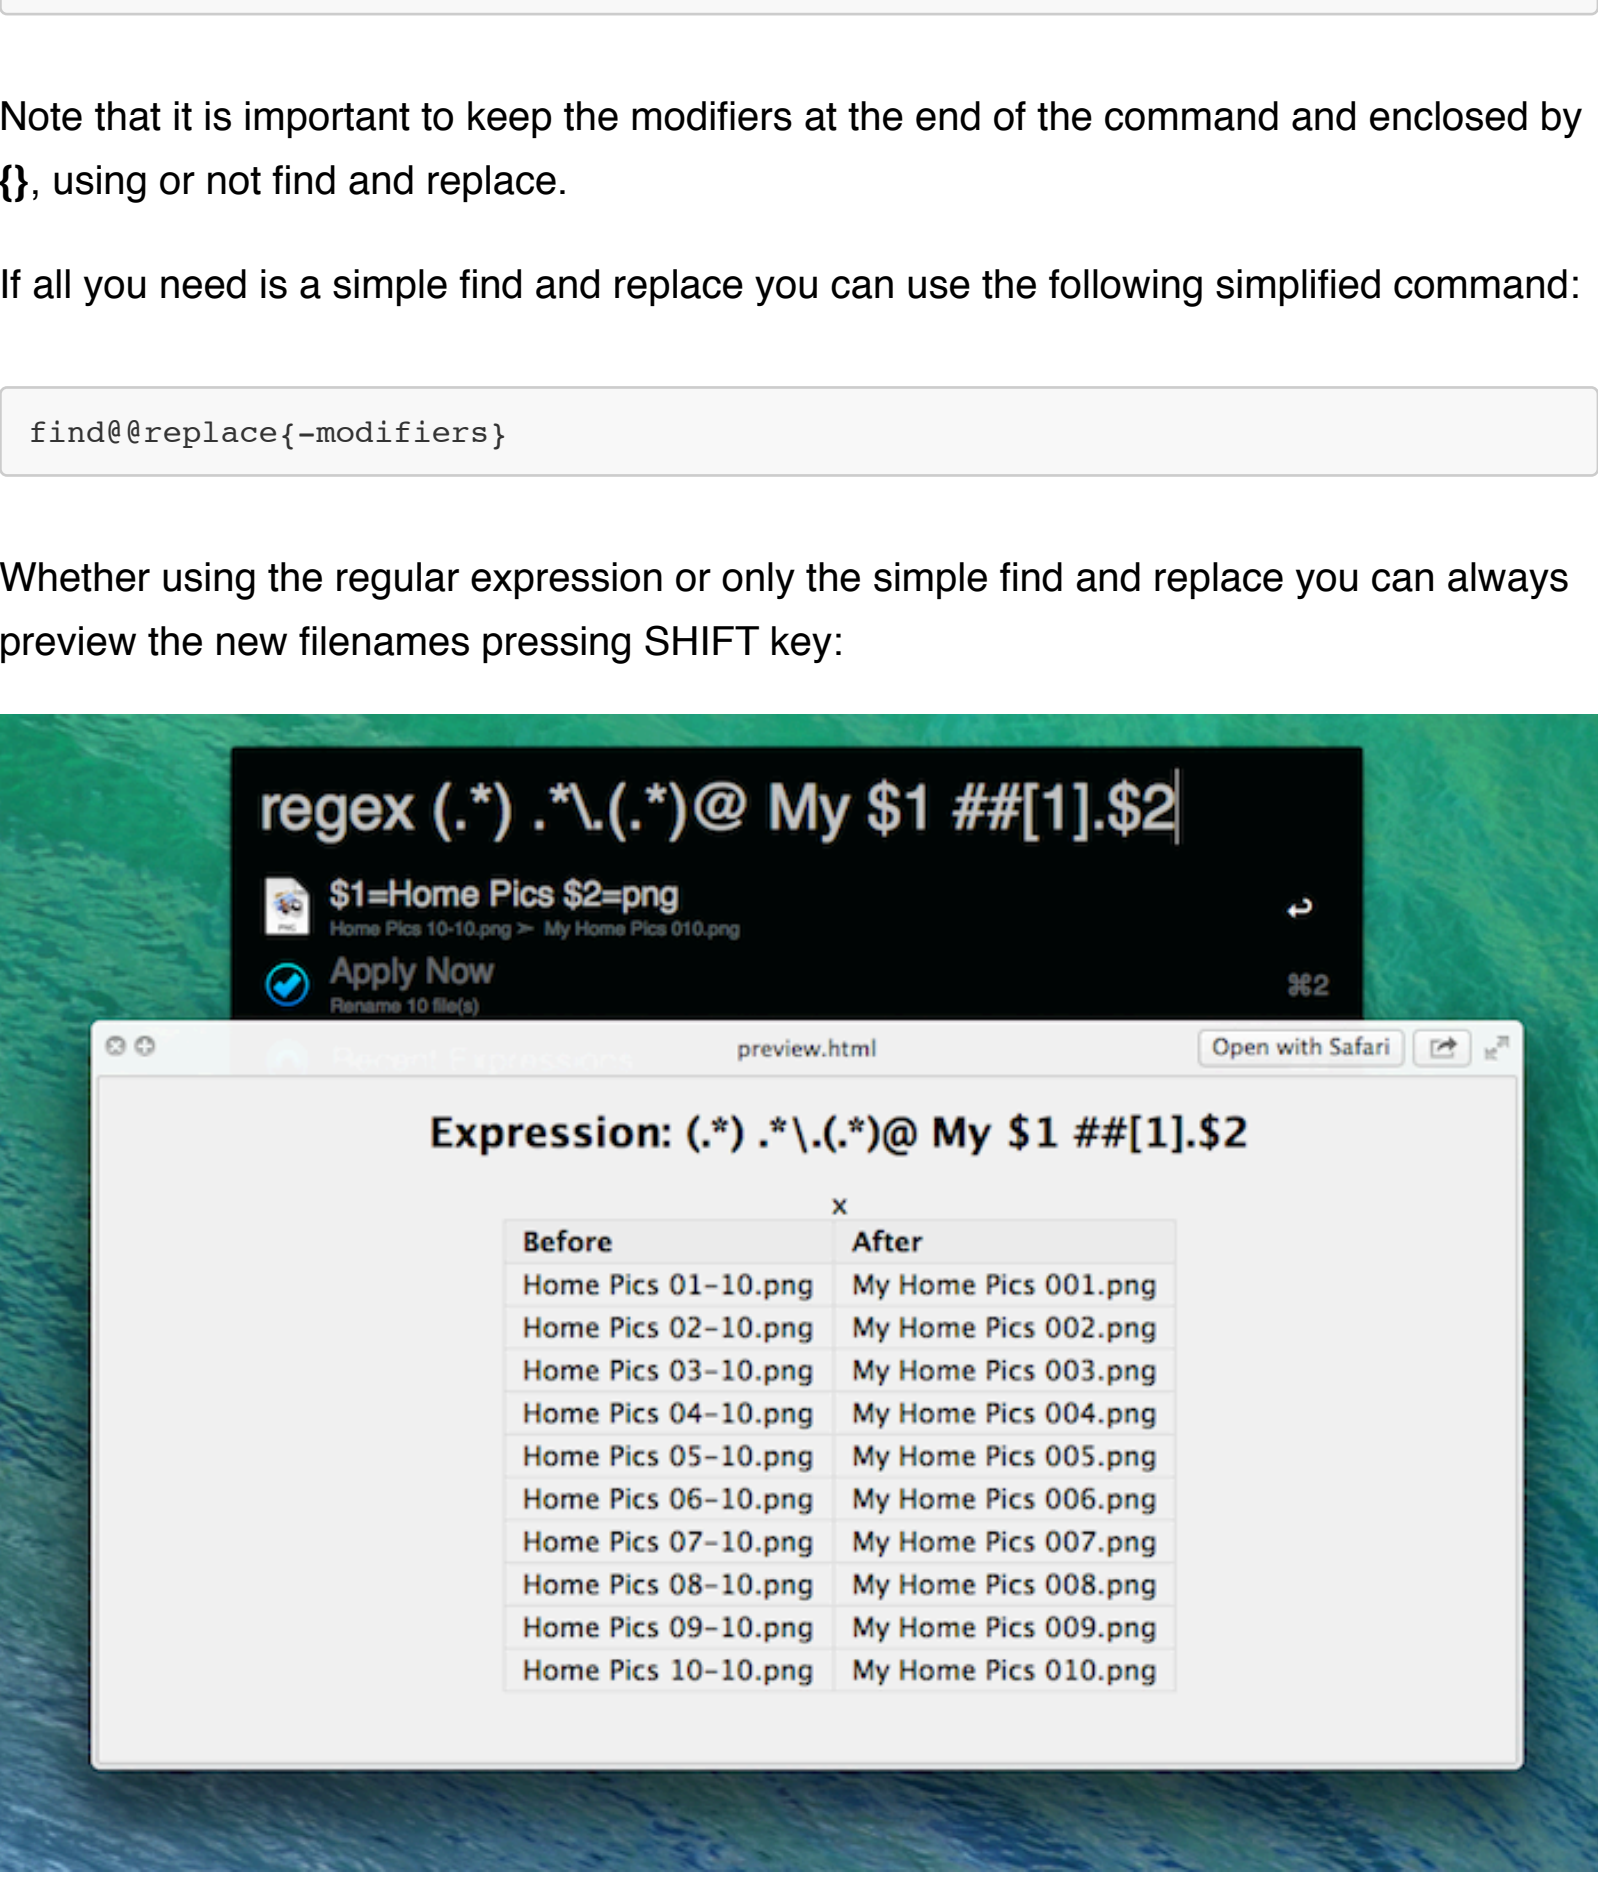 Note that it is important to keep the modifiers at the end of the command and enclosed by
{}, using or not find and replace.
If all you need is a simple find and replace you can use the following simplified command:
find@@replace{-modifiers}
Whether using the regular expression or only the simple find and replace you can always
preview the new filenames pressing SHIFT key:
regex (.*) .*\.(.*)@ My $1 ##[1].$2
$1=Home Pics $2=png
Home Pics 10-10.png ➣ My Home Pics 010.png
Apply Now ⌘2
Rename 10 file(s)
Recent Expressions
preview.html Open with Safari
Expression: (.*) .*\.(.*)@ My $1 ##[1].$2
x
Before After
Home Pics 01-10.png My Home Pics 001.png
Home Pics 02-10.png My Home Pics 002.png
Home Pics 03-10.png My Home Pics 003.png
Home Pics 04-10.png My Home Pics 004.png
Home Pics 05-10.png My Home Pics 005.png
Home Pics 06-10.png My Home Pics 006.png
Home Pics 07-10.png My Home Pics 007.png
Home Pics 08-10.png My Home Pics 008.png
Home Pics 09-10.png My Home Pics 009.png
Home Pics 10-10.png My Home Pics 010.png